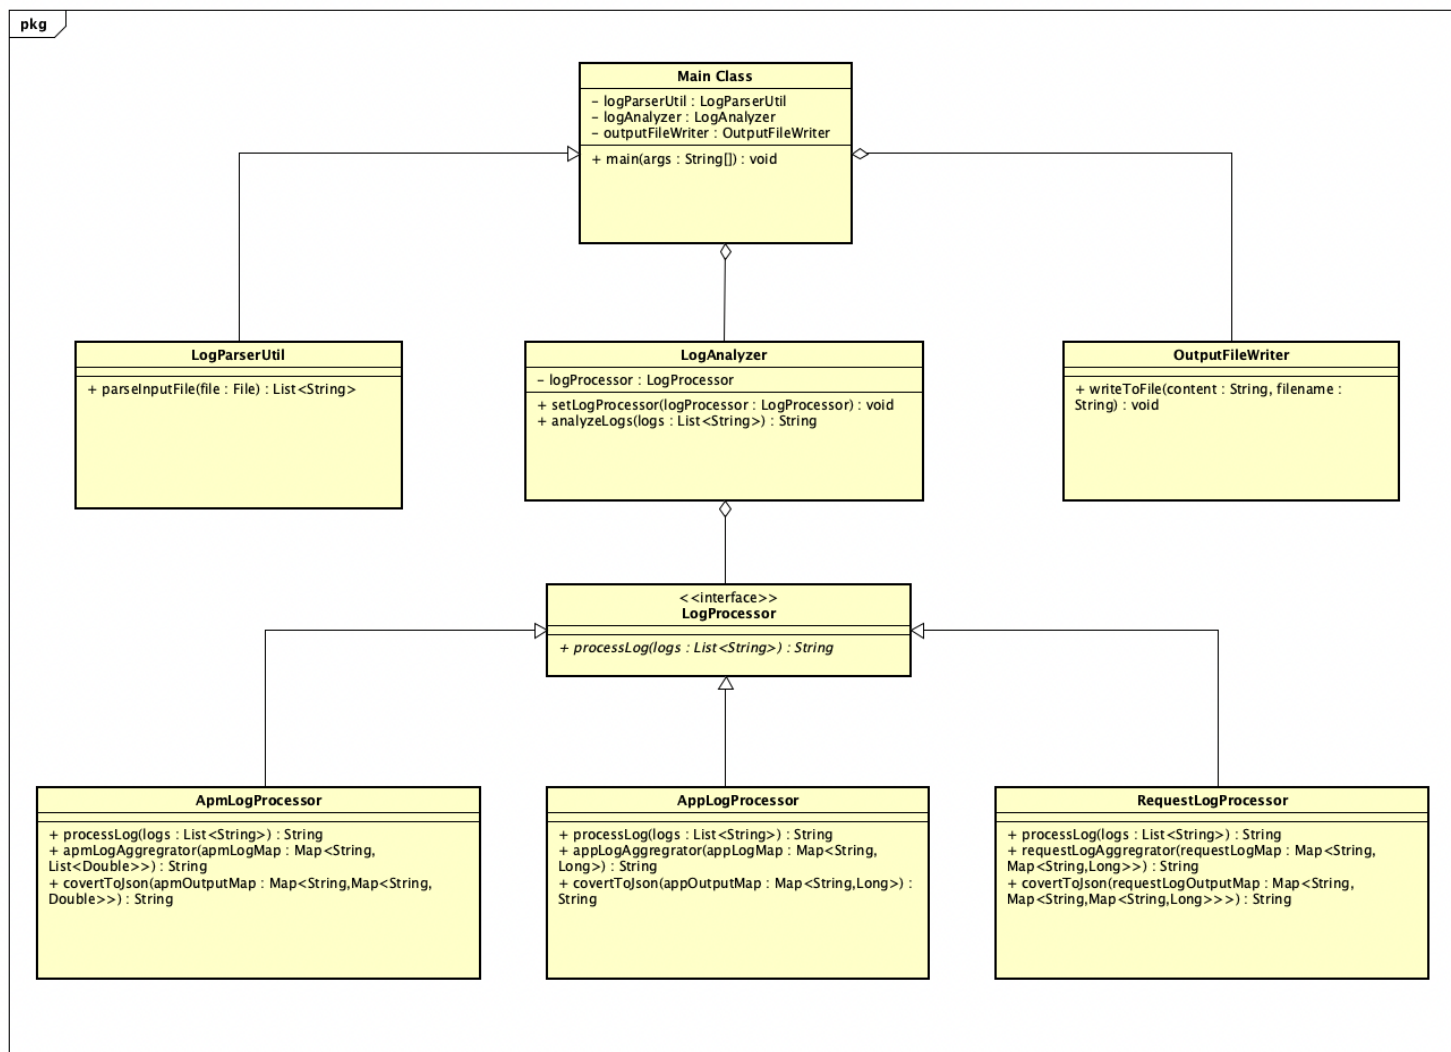 pkg
Main Class
- logParserUtil : LogParserUtil
- logAnalyzer : LogAnalyzer
- outputFileWriter : OutputFileWriter
+ main(args : String[]) : void
LogParserUtil
+ parseInputFile(file : File) : List<String>
LogAnalyzer
- logProcessor : LogProcessor
+ setLogProcessor(logProcessor : LogProcessor) : void
+ analyzeLogs(logs : List<String>) : String
OutputFileWriter
+ writeToFile(content : String, filename :
String) : void
<<interface>>
LogProcessor
+ processLog(logs : List<String>) : String
ApmLogProcessor
+ processLog(logs : List<String>) : String
+ apmLogAggregrator(apmLogMap : Map<String,
List<Double>>) : String
+ covertToJson(apmOutputMap : Map<String,Map<String,
Double>>) : String
AppLogProcessor
+ processLog(logs : List<String>) : String
+ appLogAggregrator(appLogMap : Map<String,
Long>) : String
+ covertToJson(appOutputMap : Map<String,Long>) :
String
RequestLogProcessor
+ processLog(logs : List<String>) : String
+ requestLogAggregrator(requestLogMap : Map<String,
Map<String,Long>>) : String
+ covertToJson(requestLogOutputMap : Map<String,
Map<String,Map<String,Long>>>) : String